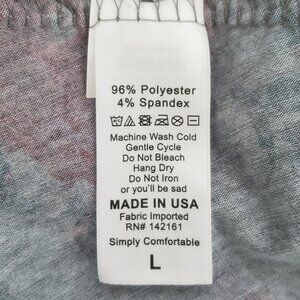 96% Polyester
4% Spandex
Machine Wash Cold
Gentle Cycle
Do Not Bleach
Hang Dry
Do Not Iron
or you'll be sad
MADE IN USA
Fabric Imported
RN# 142161
Simply Comfortable
L